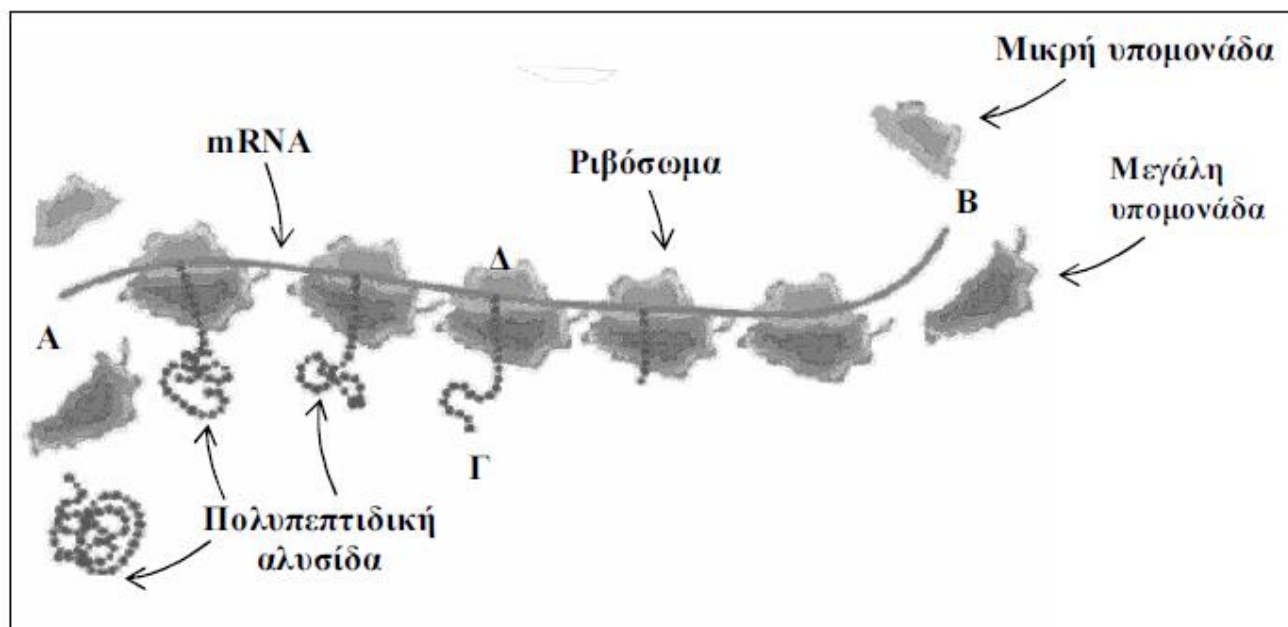 Μικρή υπομονάδα
mRNA
Ριβόσωμα
Μεγάλη
υπομονάδα
Β
Δ
Α
Γ
Πολυπεπτιδική
αλυσίδα